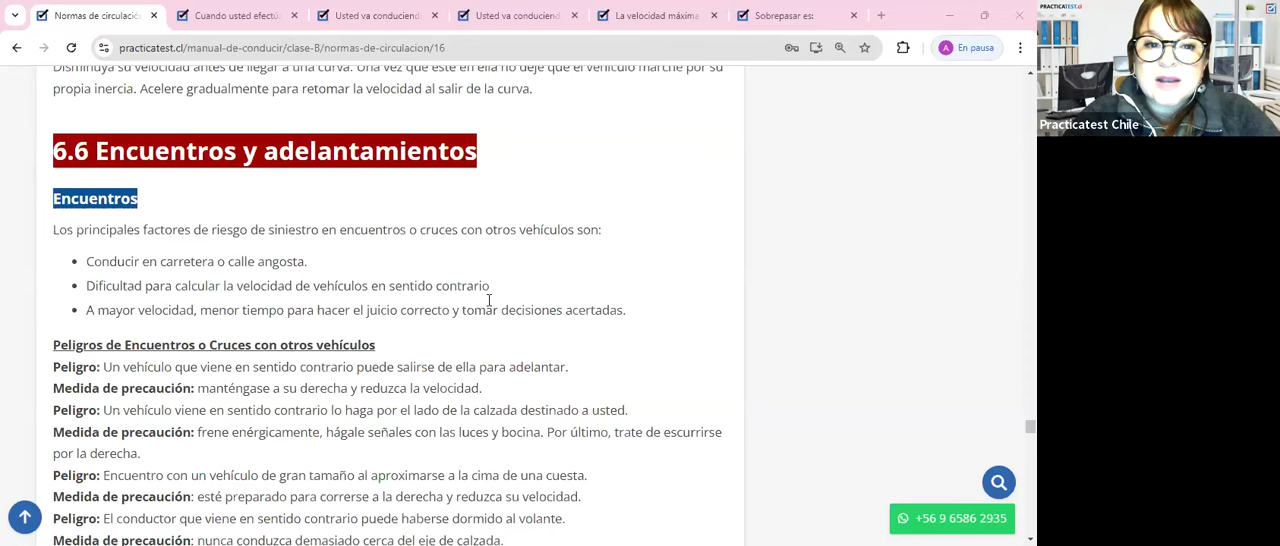 Normas de circulació
Cuando usted efectú
Usted va conduciend
Usted va conduciend
La velocidad máxima
Sobrepasar es:
practicatest.cl/manual-de-conducir/clase-B/normas-de-circulacion/16
A
En pausa
PRACTICATEST.cl
Disminuya su velocidad antes de llegar a una curva. Una vez que esté en ella no deje que el vehículo marche por su
propia inercia. Acelere gradualmente para retomar la velocidad al salir de la curva.
Practicatest Chile
6.6 Encuentros y adelantamientos
Encuentros
Los principales factores de riesgo de siniestro en encuentros o cruces con otros vehículos son:
• Conducir en carretera o calle angosta.
• Dificultad para calcular la velocidad de vehículos en sentido contrario
• A mayor velocidad, menor tiempo para hacer el juicio correcto y tomar decisiones acertadas.
Peligros de Encuentros o Cruces con otros vehículos
Peligro: Un vehículo que viene en sentido contrario puede salirse de ella para adelantar.
Medida de precaución: manténgase a su derecha y reduzca la velocidad.
Peligro: Un vehículo viene en sentido contrario lo haga por el lado de la calzada destinado a usted.
Medida de precaución: frene enérgicamente, hágale señales con las luces y bocina. Por último, trate de escurrirse
por la derecha.
Peligro: Encuentro con un vehículo de gran tamaño al aproximarse a la cima de una cuesta.
Medida de precaución: esté preparado para correrse a la derecha y reduzca su velocidad.
Peligro: El conductor que viene en sentido contrario puede haberse dormido al volante.
Medida de precaución: nunca conduzca demasiado cerca del eje de calzada.
+56 9 6586 2935